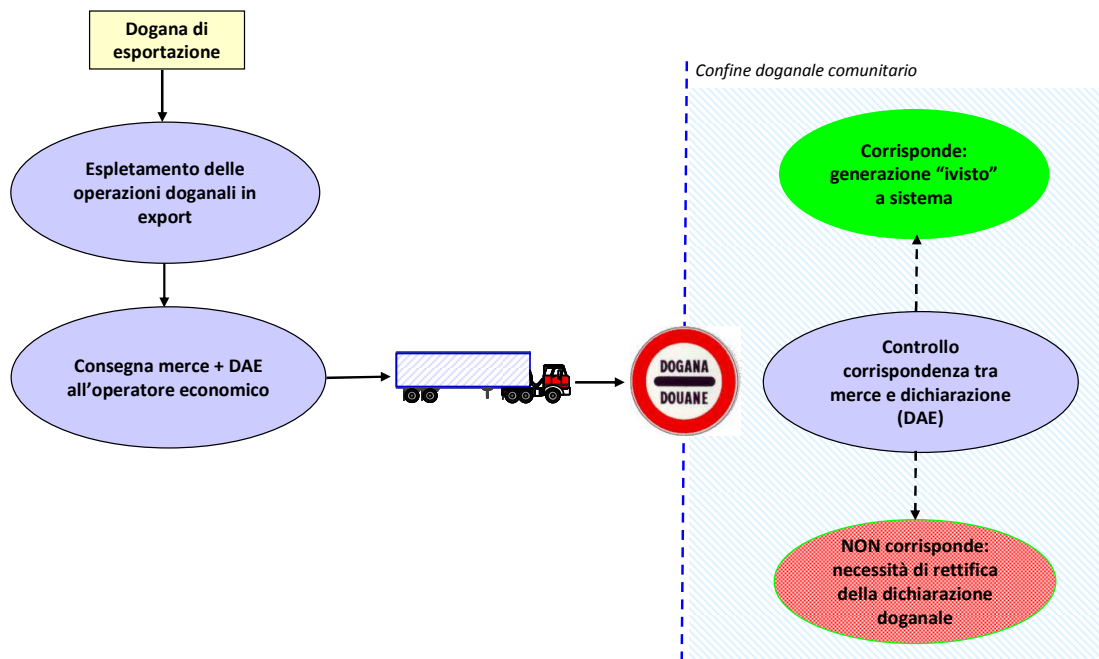 Dogana di
esportazione
Espletamento delle
operazioni doganali in
export
Consegna merce + DAE
all’operatore economico
DOGANA
DOUANE
Confine doganale comunitario
Corrisponde:
generazione “ivisto”
a sistema
Controllo
corrispondenza tra
merce e dichiarazione
(DAE)
NON corrisponde:
necessità di rettifica
della dichiarazione
doganale